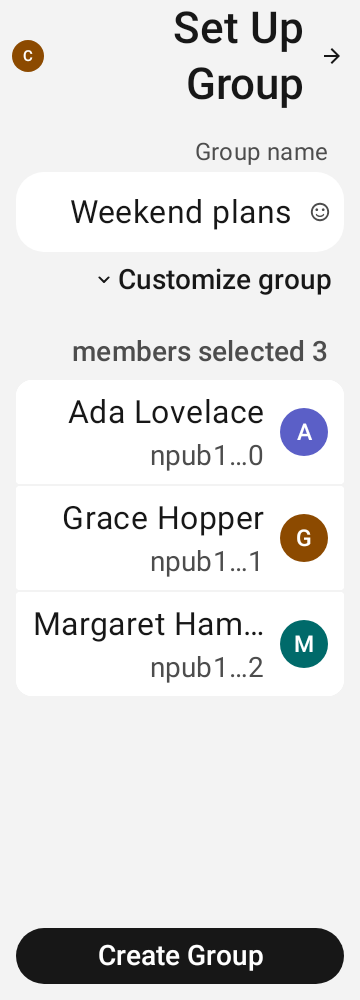 C
Set Up
Group
Group name
Weekend plans
Customize group
members selected 3
Ada Lovelace
npub1…0
A
Grace Hopper
npub1…1
G
Margaret Ham…
npub1…2
M
Create Group